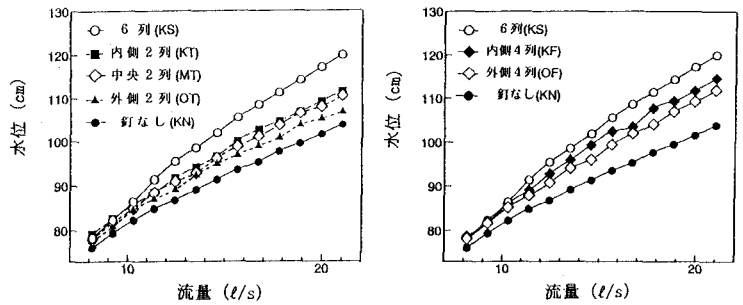 130
120
110
100
90
80
水位 (cm)
6 列 (KS)
内側 2 列 (KT)
中央 2 列 (MT)
外側 2 列 (OT)
釘なし (KN)
10
20
流量 (ℓ/s)
130
120
110
100
90
80
水位 (cm)
6列 (KS)
内側4列 (KF)
外側4列 (OF)
釘なし (KN)
10
20
流量 (ℓ/s)